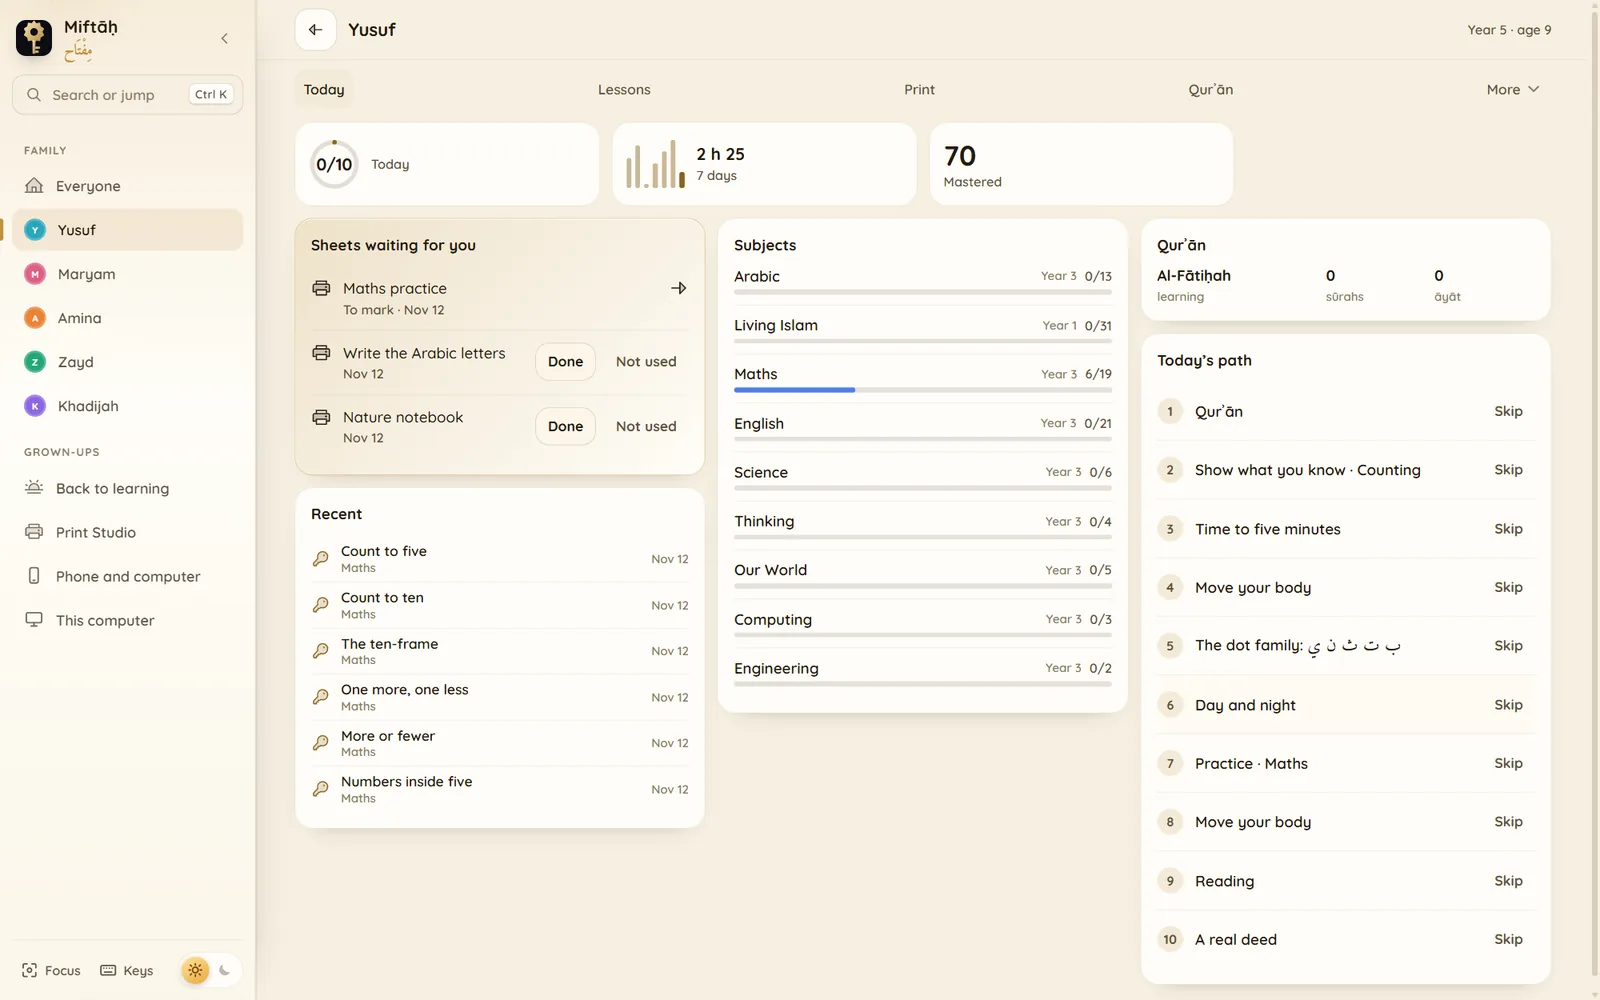 Miftāḥ
مِفْتَاح
Search or jump
Ctrl K
FAMILY
Everyone
Y Yusuf
M Maryam
A Amina
Z Zayd
K Khadijah
GROWN-UPS
Back to learning
Print Studio
Phone and computer
This computer
Focus
Keys
Yusuf
Year 5 · age 9
Today
Lessons
Print
Qurʾān
More
0/10 Today
2 h 25
7 days
70
Mastered
Sheets waiting for you
Maths practice
To mark · Nov 12
Write the Arabic letters
Nov 12
Done
Not used
Nature notebook
Nov 12
Done
Not used
Recent
Count to five
Maths
Nov 12
Count to ten
Maths
Nov 12
The ten-frame
Maths
Nov 12
One more, one less
Maths
Nov 12
More or fewer
Maths
Nov 12
Numbers inside five
Maths
Nov 12
Subjects
Arabic Year 3 0/13
Living Islam Year 1 0/31
Maths Year 3 6/19
English Year 3 0/21
Science Year 3 0/6
Thinking Year 3 0/4
Our World Year 3 0/5
Computing Year 3 0/3
Engineering Year 3 0/2
Qurʾān
Al-Fātiḥah
learning
0
sūrahs
0
āyāt
Today's path
1 Qurʾān Skip
2 Show what you know · Counting Skip
3 Time to five minutes Skip
4 Move your body Skip
5 The dot family: ب ت ث ن ي Skip
6 Day and night Skip
7 Practice · Maths Skip
8 Move your body Skip
9 Reading Skip
10 A real deed Skip